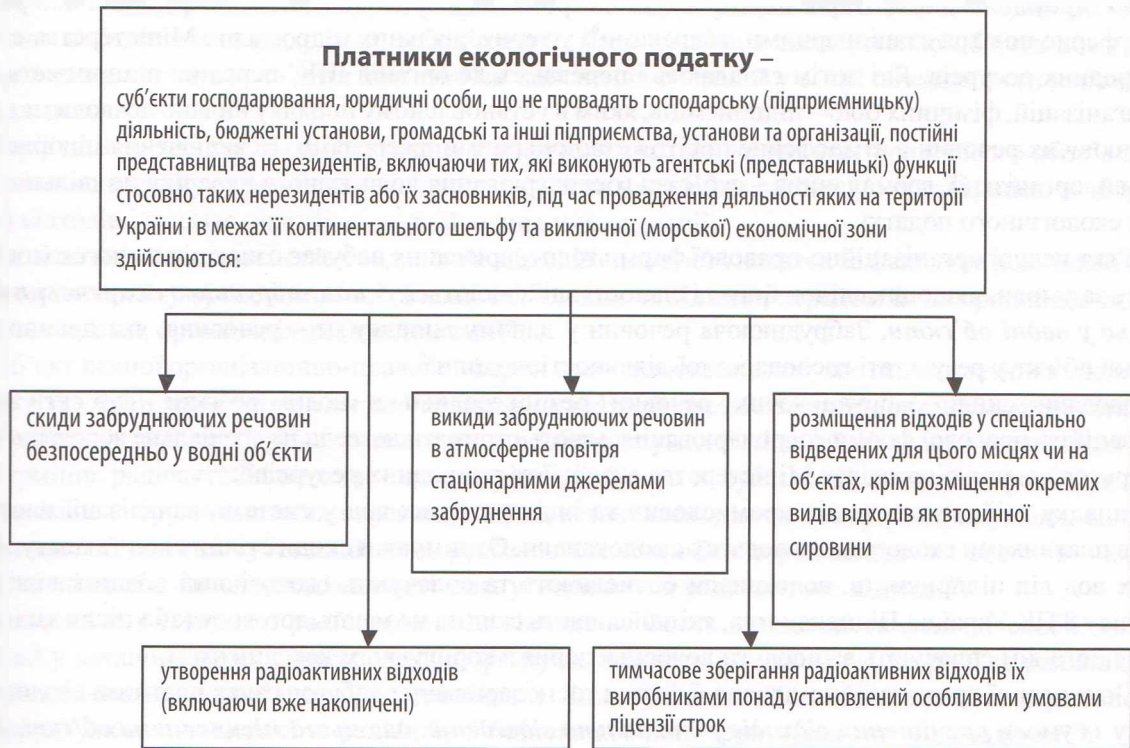 Платники екологічного податку –
суб’єкти господарювання, юридичні особи, що не провадять господарську (підприємницьку)
діяльність, бюджетні установи, громадські та інші підприємства, установи та організації, постійні
представництва нерезидентів, включаючи тих, які виконують агентські (представницькі) функції
стосовно таких нерезидентів або їх засновників, під час провадження діяльності яких на території
України і в межах її континентального шельфу та виключної (морської) економічної зони
здійснюються:
скиди забруднюючих речовин
безпосередньо у водні об’єкти
викиди забруднюючих речовин
в атмосферне повітря
стаціонарними джерелами
забруднення
розміщення відходів у спеціально
відведених для цього місцях чи на
об’єктах, крім розміщення окремих
видів відходів як вторинної
сировини
утворення радіоактивних відходів
(включаючи вже накопичені)
тимчасове зберігання радіоактивних відходів їх
виробниками понад установлений особливими умовами
ліцензії строк